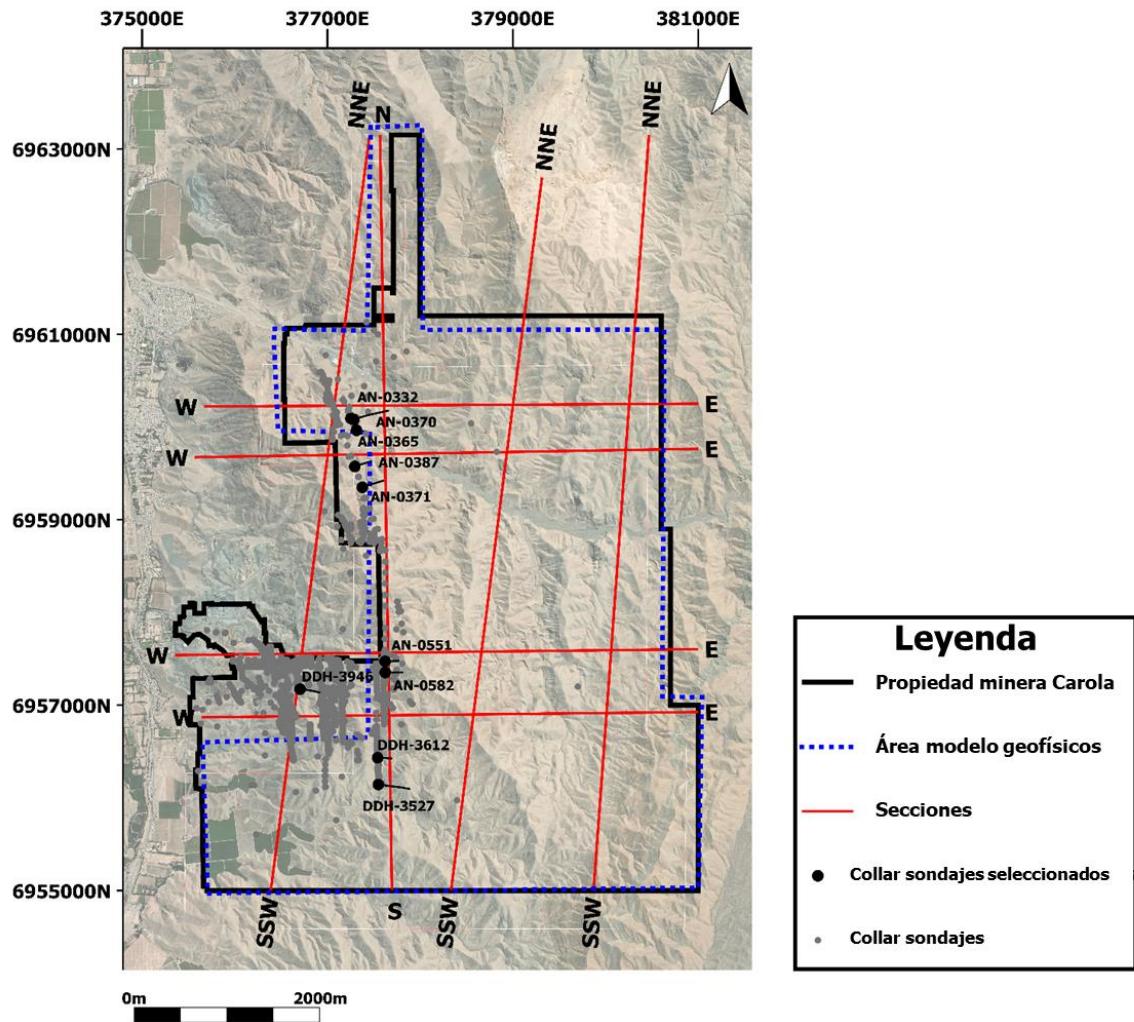 375000E 377000E 379000E 381000E
NNE
N
NNE
NNE
6963000N
6961000N
W
AN-0332
E
AN-0370
AN-0365
W
AN-0387
E
AN-0371
6959000N
W
AN-0551
E
DDH-3946
AN-0582
6957000N
W
E
DDH-3612
DDH-3527
6955000N
SSW
S
SSW
SSW
0m 2000m
Leyenda
Propiedad minera Carola
Área modelo geofísicos
Secciones
Collar sondajes seleccionados
Collar sondajes